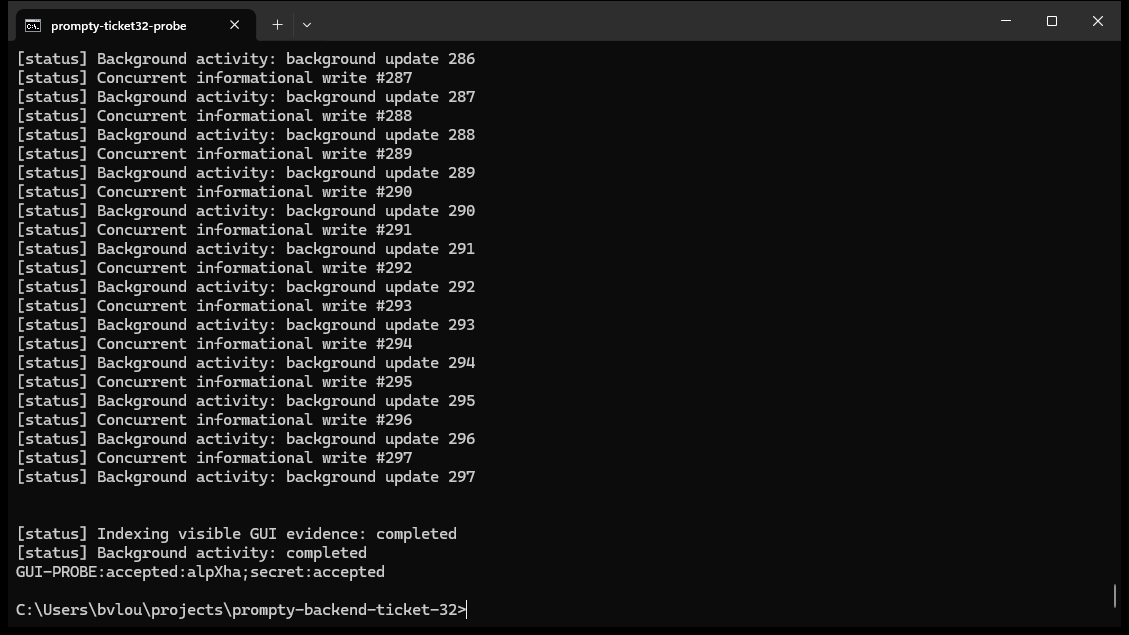 prompty-ticket32-probe
[status] Background activity: background update 286
[status] Concurrent informational write #287
[status] Background activity: background update 287
[status] Concurrent informational write #288
[status] Background activity: background update 288
[status] Concurrent informational write #289
[status] Background activity: background update 289
[status] Concurrent informational write #290
[status] Background activity: background update 290
[status] Concurrent informational write #291
[status] Background activity: background update 291
[status] Concurrent informational write #292
[status] Background activity: background update 292
[status] Concurrent informational write #293
[status] Background activity: background update 293
[status] Concurrent informational write #294
[status] Background activity: background update 294
[status] Concurrent informational write #295
[status] Background activity: background update 295
[status] Concurrent informational write #296
[status] Background activity: background update 296
[status] Concurrent informational write #297
[status] Background activity: background update 297
[status] Indexing visible GUI evidence: completed
[status] Background activity: completed
GUI-PROBE:accepted:alpXha;secret:accepted
C:\Users\bvlou\projects\prompty-backend-ticket-32>